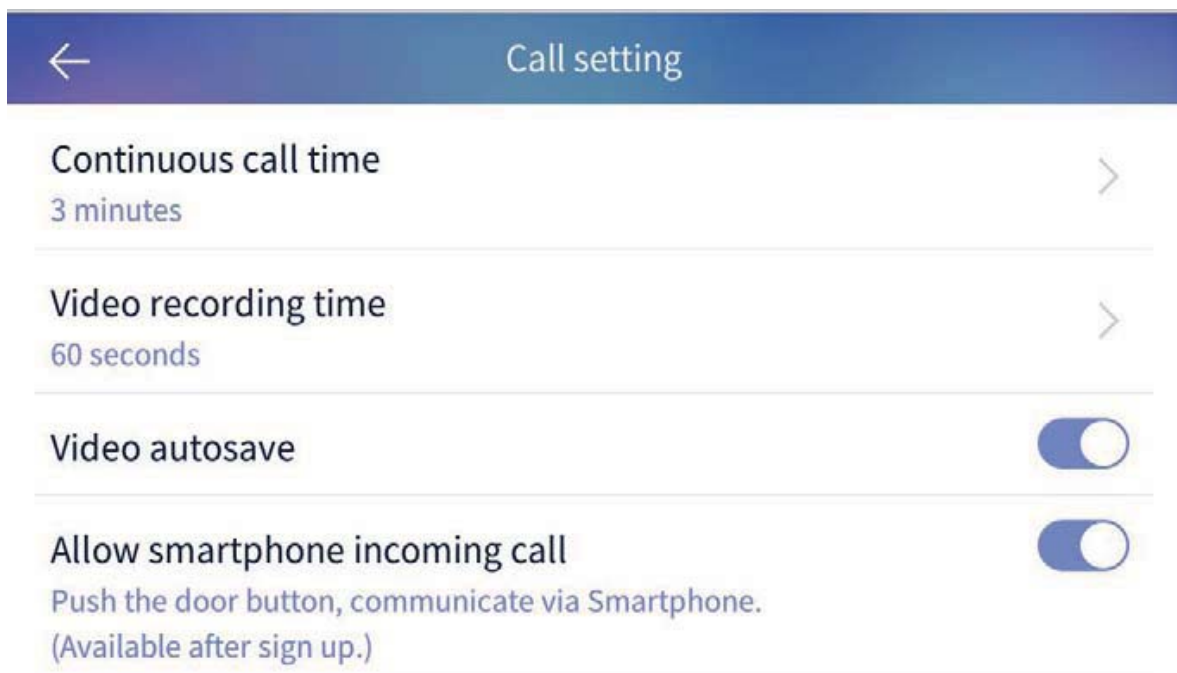 Call setting
Continuous call time
3 minutes
Video recording time
60 seconds
Video autosave
Allow smartphone incoming call
Push the door button, communicate via Smartphone.
(Available after sign up.)